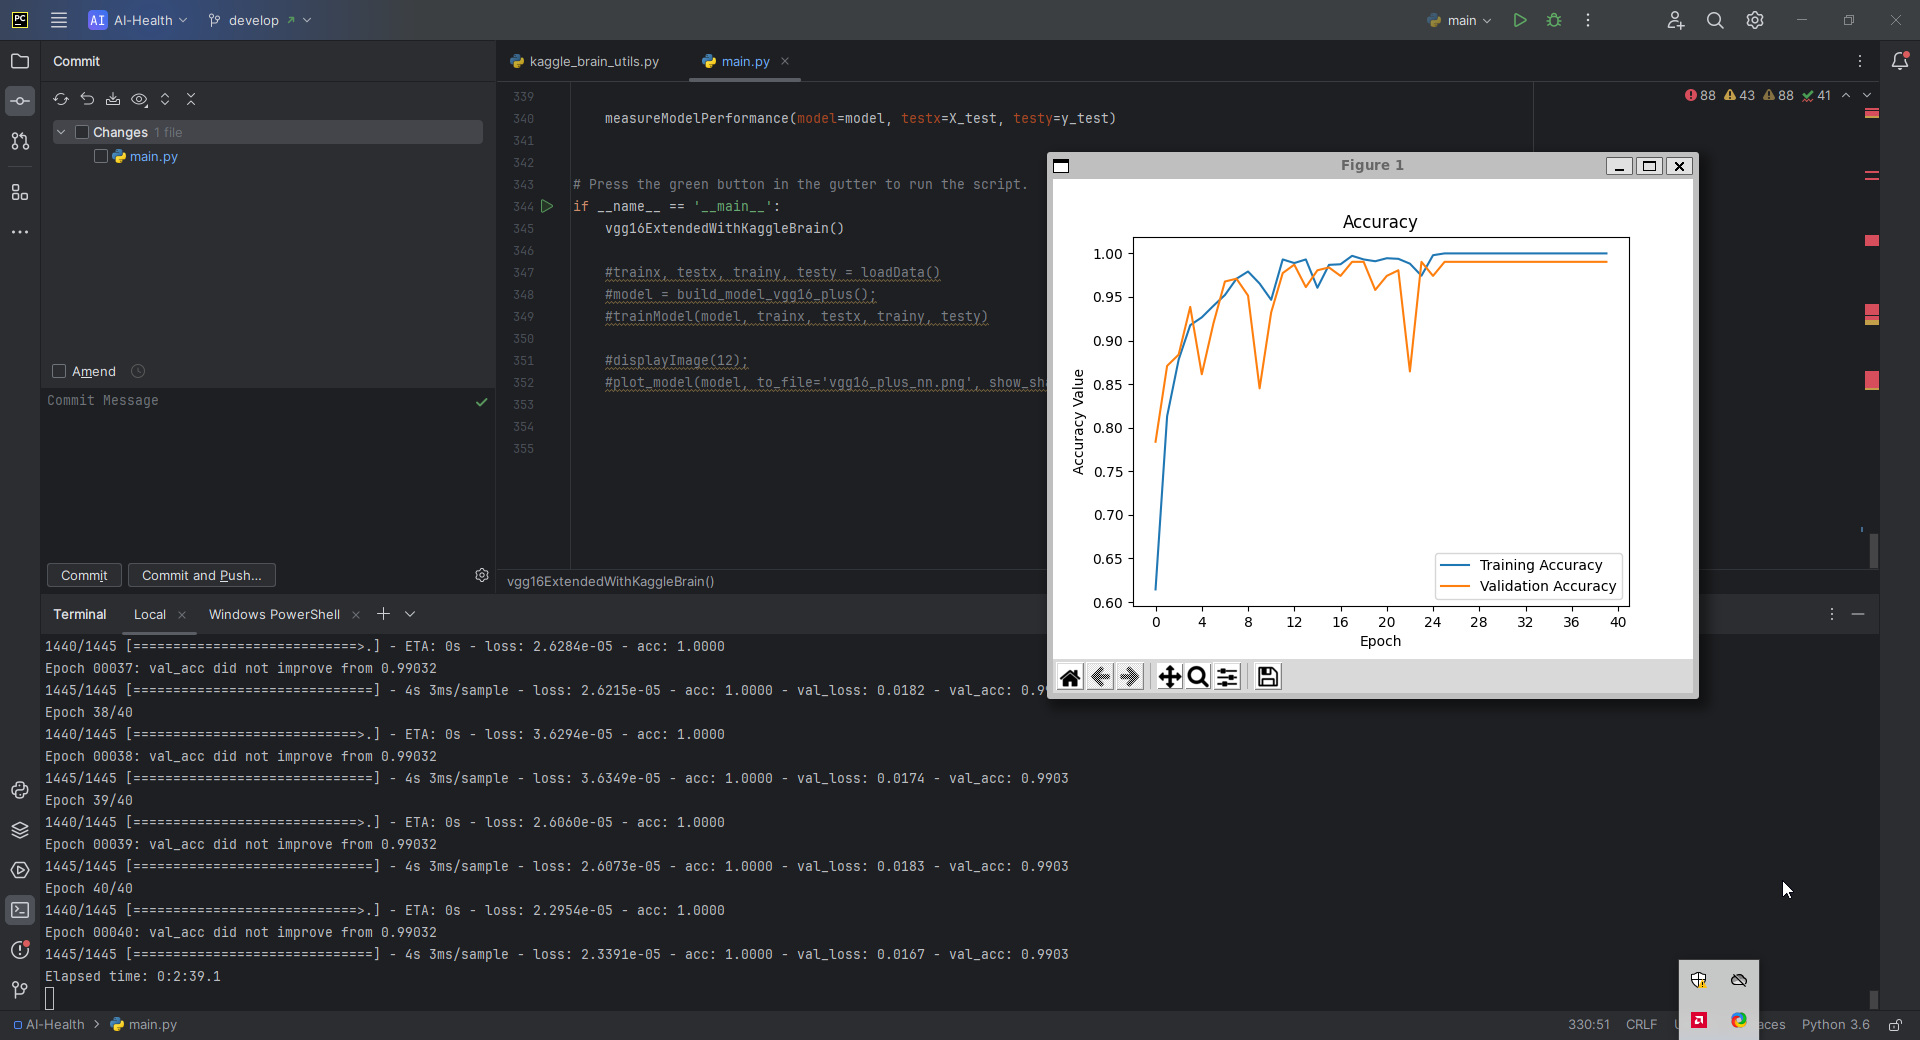 PC
AI AI-Health develop main
Commit
kaggle_brain_utils.py main.py
Changes 1 file
main.py
Amend
Commit Message
Commit Commit and Push...
88 43 88 41
339
340 measureModelPerformance(model=model, testx=X_test, testy=y_test)
341
342
343 # Press the green button in the gutter to run the script.
344 if __name__ == '__main__':
345 vgg16ExtendedWithKaggleBrain()
346
347 #trainx, testx, trainy, testy = loadData()
348 #model = build_model_vgg16_plus();
349 #trainModel(model, trainx, testx, trainy, testy)
350
351 #displayImage(12);
352 #plot_model(model, to_file='vgg16_plus_nn.png', show_sha
353
354
355
vgg16ExtendedWithKaggleBrain()
Figure 1
Accuracy
1.00
0.95
0.90
0.85
0.80
0.75
0.70
0.65
0.60
Accuracy Value
Training Accuracy
Validation Accuracy
0 4 8 12 16 20 24 28 32 36 40
Epoch
Terminal Local Windows PowerShell
1440/1445 [============================>.] - ETA: 0s - loss: 2.6284e-05 - acc: 1.0000
Epoch 00037: val_acc did not improve from 0.99032
1445/1445 [==============================] - 4s 3ms/sample - loss: 2.6215e-05 - acc: 1.0000 - val_loss: 0.0182 - val_acc: 0.99
Epoch 38/40
1440/1445 [============================>.] - ETA: 0s - loss: 3.6294e-05 - acc: 1.0000
Epoch 00038: val_acc did not improve from 0.99032
1445/1445 [==============================] - 4s 3ms/sample - loss: 3.6349e-05 - acc: 1.0000 - val_loss: 0.0174 - val_acc: 0.9903
Epoch 39/40
1440/1445 [============================>.] - ETA: 0s - loss: 2.6060e-05 - acc: 1.0000
Epoch 00039: val_acc did not improve from 0.99032
1445/1445 [==============================] - 4s 3ms/sample - loss: 2.6073e-05 - acc: 1.0000 - val_loss: 0.0183 - val_acc: 0.9903
Epoch 40/40
1440/1445 [============================>.] - ETA: 0s - loss: 2.2954e-05 - acc: 1.0000
Epoch 00040: val_acc did not improve from 0.99032
1445/1445 [==============================] - 4s 3ms/sample - loss: 2.3391e-05 - acc: 1.0000 - val_loss: 0.0167 - val_acc: 0.9903
Elapsed time: 0:2:39.1
AI-Health > main.py
330:51 CRLF aces Python 3.6